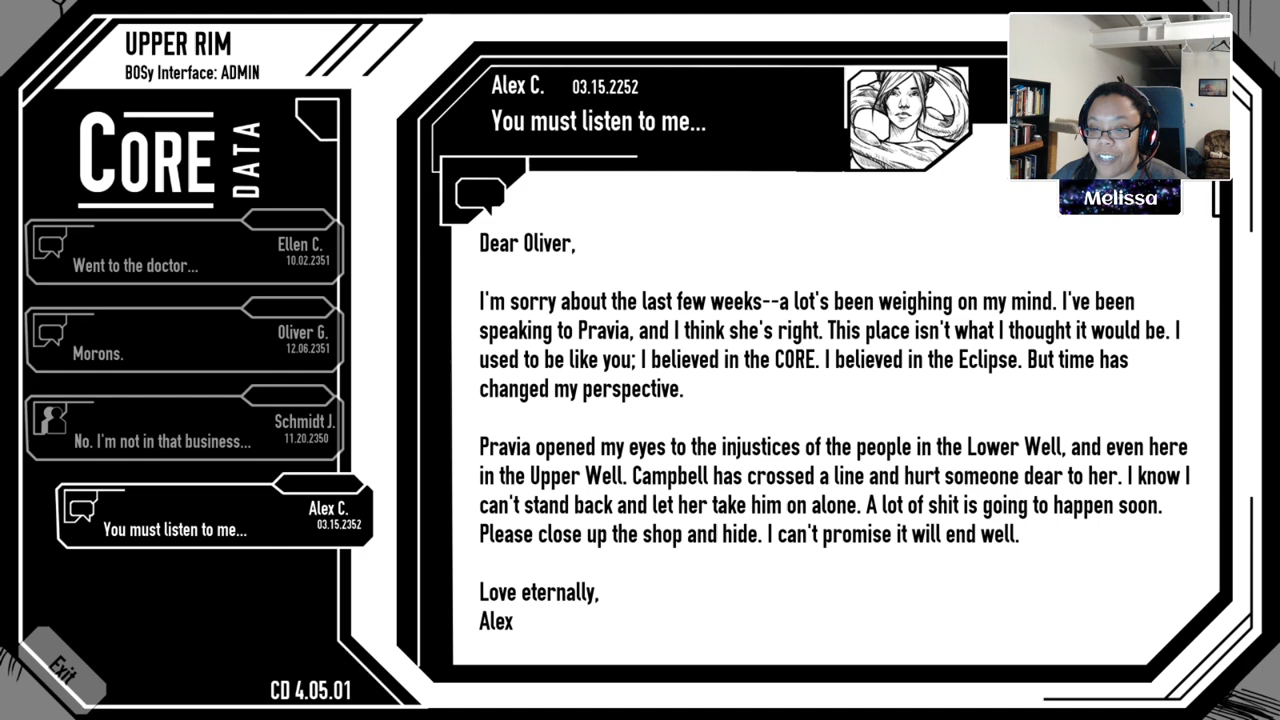 UPPER RIM
BOSy Interface: ADMIN
CORE
DATA
Ellen C.
10.02.2351
Went to the doctor...
Oliver G.
12.06.2351
Morons.
Schmidt J.
11.20.2350
No. I'm not in that business...
Alex C.
03.15.2352
You must listen to me...
Exit
CD 4.05.01
Alex C. 03.15.2252
You must listen to me...
Melissa
Dear Oliver,
I'm sorry about the last few weeks--a lot's been weighing on my mind. I've been
speaking to Pravia, and I think she's right. This place isn't what I thought it would be. I
used to be like you; I believed in the CORE. I believed in the Eclipse. But time has
changed my perspective.
Pravia opened my eyes to the injustices of the people in the Lower Well, and even here
in the Upper Well. Campbell has crossed a line and hurt someone dear to her. I know I
can't stand back and let her take him on alone. A lot of shit is going to happen soon.
Please close up the shop and hide. I can't promise it will end well.
Love eternally,
Alex